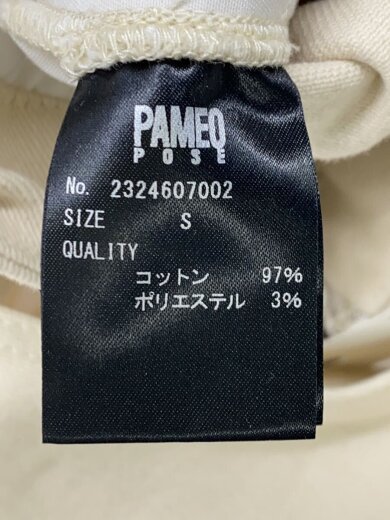 PAMEO
POSE
No. 2324607002
SIZE S
QUALITY
コットン 97%
ポリエステル 3%